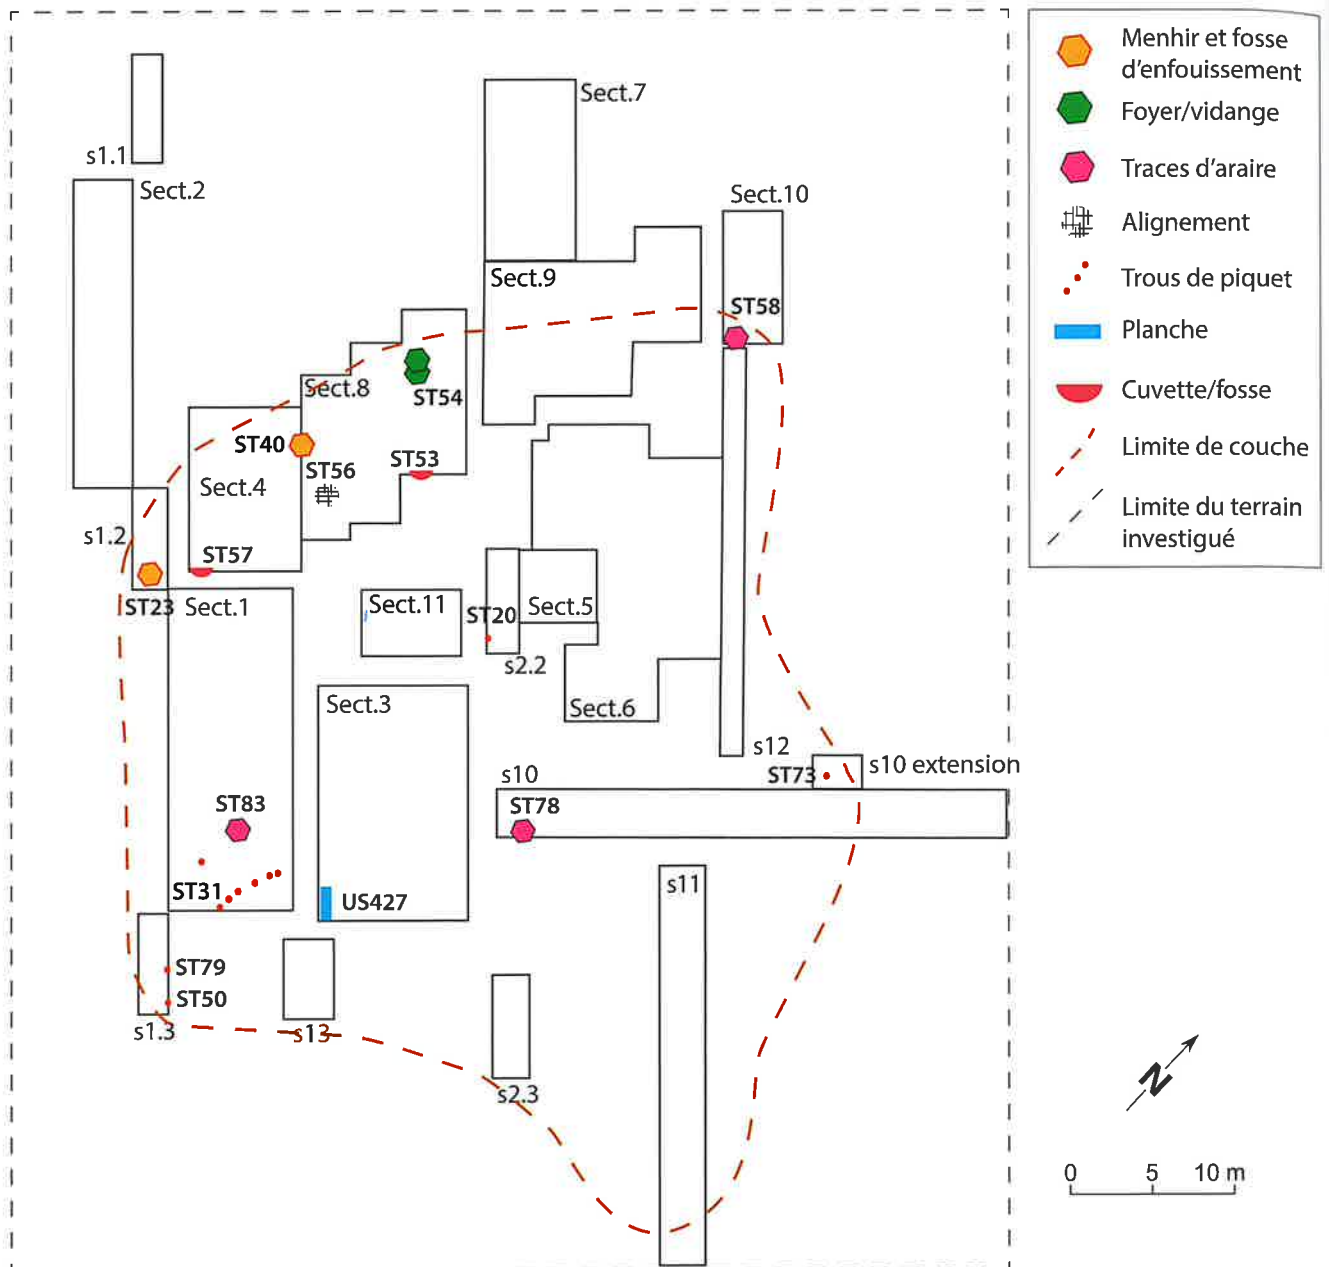 Menhir et fosse
d'enfouissement
Foyer/vidange
Traces d'araire
Alignement
Trous de piquet
Planche
Cuvette/fosse
Limite de couche
Limite du terrain
investigué
s1.1
Sect.2
Sect.7
Sect.10
Sect.9
ST58
Sect.8
ST54
ST40
ST56
ST53
Sect.4
s1.2
ST57
ST23
Sect.1
Sect.11
ST20
Sect.5
s2.2
Sect.3
Sect.6
s12
s10 extension
ST73
s10
ST83
ST78
ST31
US427
s11
ST79
ST50
s1.3
s13
s2.3
N
0 5 10 m